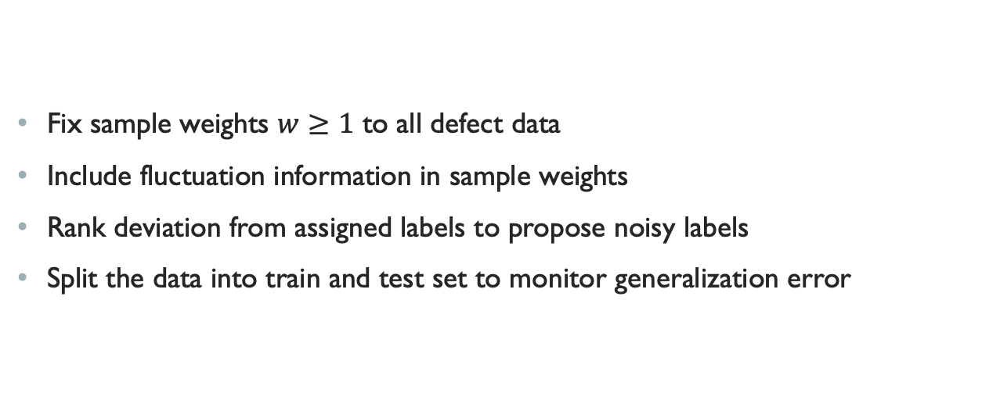 • Fix sample weights w ≥ 1 to all defect data
• Include fluctuation information in sample weights
• Rank deviation from assigned labels to propose noisy labels
• Split the data into train and test set to monitor generalization error